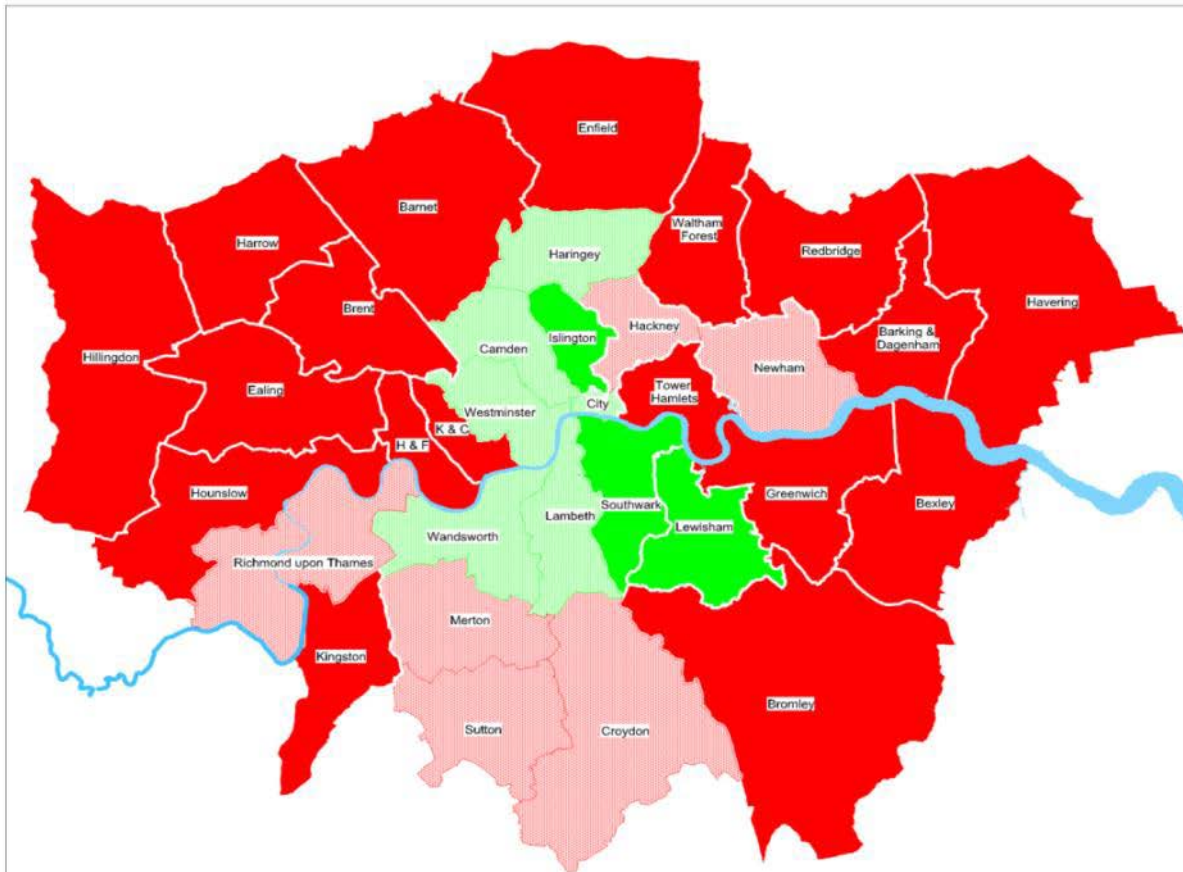 Enfield
Barnet
Waltham
Forest
Harrow
Redbridge
Haringey
Havering
Brent
Hackney
Islington
Barking &
Dagenham
Camden
Hillingdon
Newham
Ealing
Tower
Hamlets
City
Westminster
K & C
H & F
Hounslow
Greenwich
Bexley
Southwark
Lambeth
Lewisham
Wandsworth
Richmond upon Thames
Merton
Kingston
Bromley
Sutton
Croydon